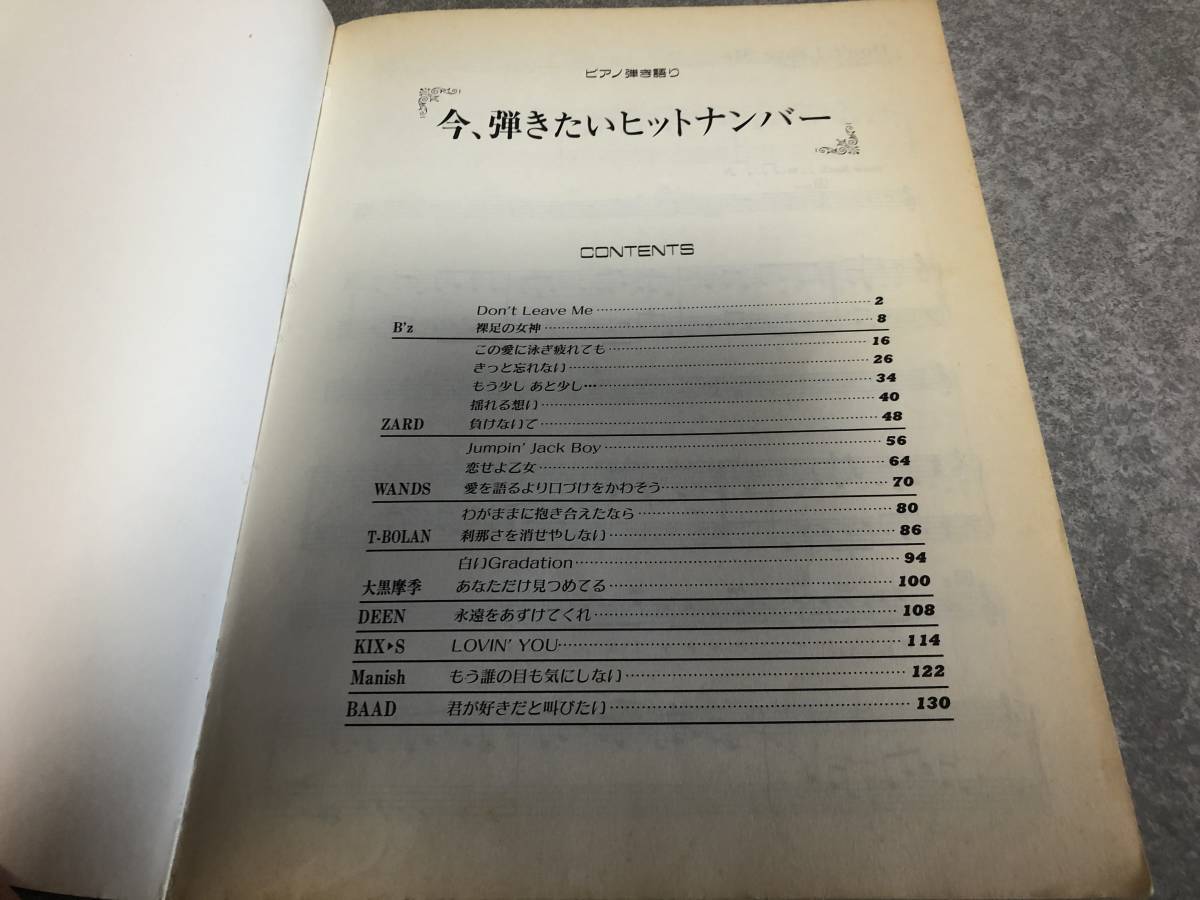 ピアノ弾き語り
今、弾きたいヒットナンバー
CONTENTS
Don't Leave Me 2
B'z 裸足の女神 8
この愛に泳ぎ疲れても 16
きっと忘れない 26
もう少し あと少し… 34
揺れる想い 40
ZARD 負けないで 48
Jumpin' Jack Boy 56
恋せよ乙女 64
WANDS 愛を語るより口づけをかわそう 70
わがままに抱き合えたなら 80
T-BOLAN 刹那さを消せやしない 86
白いGradation 94
大黒摩季 あなただけ見つめてる 100
DEEN 永遠をあずけてくれ 108
KIX▶S LOVIN' YOU 114
Manish もう誰の目も気にしない 122
BAAD 君が好きだと叫びたい 130